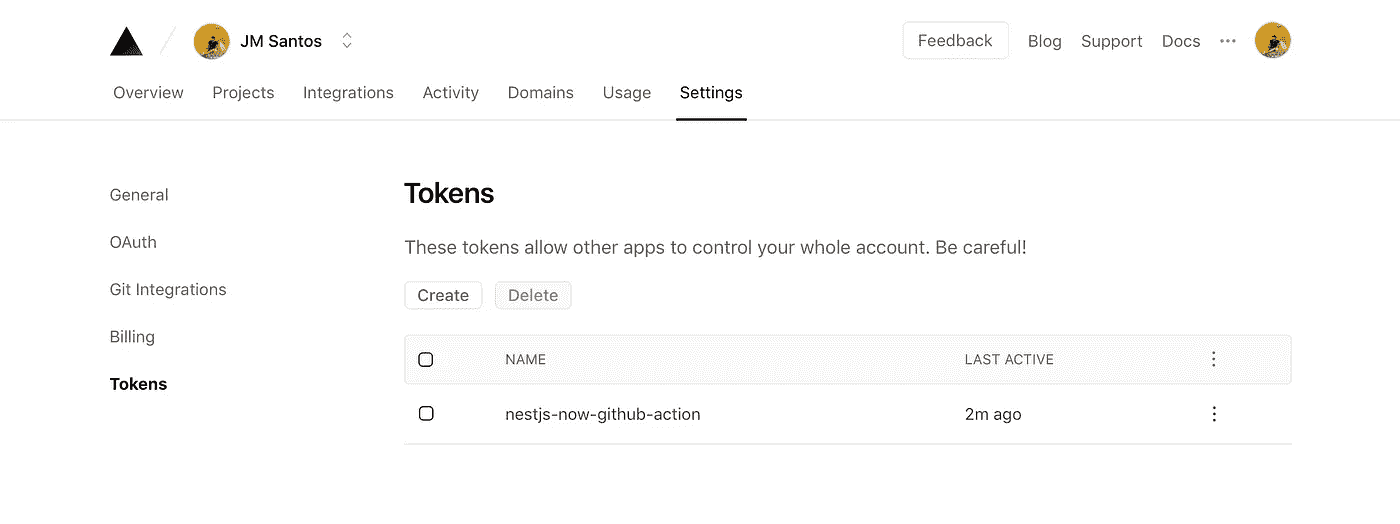 JM Santos Feedback Blog Support Docs
Overview Projects Integrations Activity Domains Usage Settings
General
OAuth
Git Integrations
Billing
Tokens
Tokens
These tokens allow other apps to control your whole account. Be careful!
Create Delete
NAME LAST ACTIVE
nestjs-now-github-action 2m ago